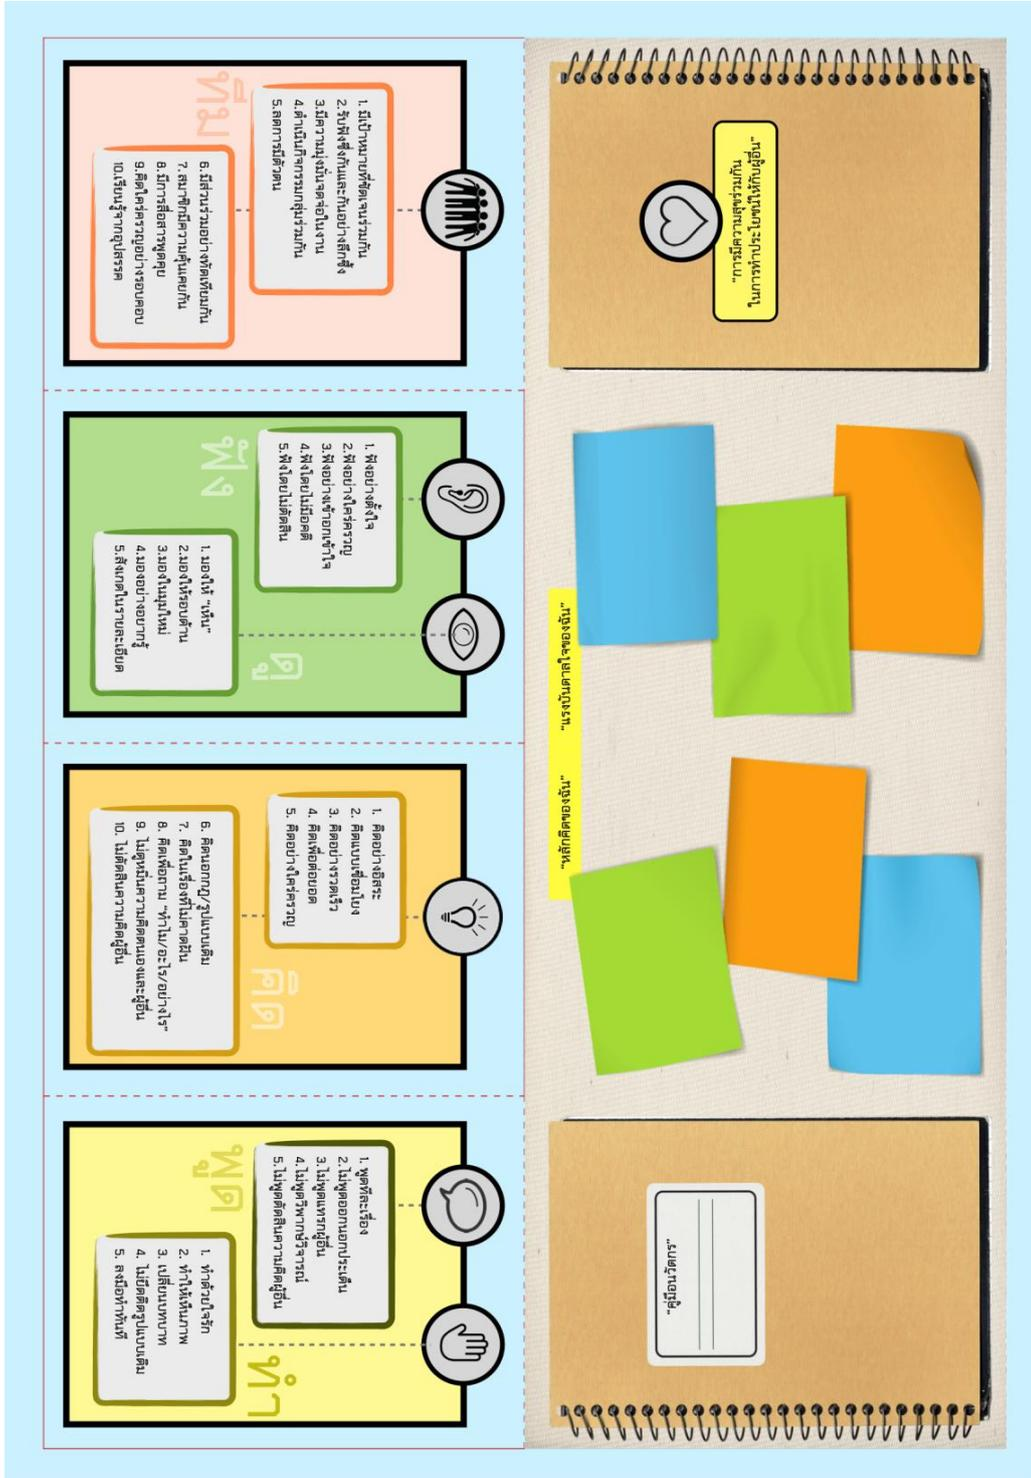 ทีม
1. มีเป้าหมายที่ชัดเจนร่วมกัน
2.รับฟังซึ่งกันและกันอย่างลึกซึ้ง
3.มีความมุ่งมั่นจดจ่อในงาน
4.ดำเนินกิจกรรมกลุ่มร่วมกัน
5.ลดการมีตัวตน
6.มีส่วนร่วมอย่างทัดเทียมกัน
7.สมาชิกมีความคุ้นเคยกัน
8.มีการสื่อสารพูดคุย
9.คิดใคร่ครวญอย่างรอบคอบ
10.เรียนรู้จากอุปสรรค
ฟัง
1. ฟังอย่างตั้งใจ
2.ฟังอย่างใคร่ครวญ
3.ฟังอย่างเข้าอกเข้าใจ
4.ฟังโดยไม่มีอคติ
5.ฟังโดยไม่ตัดสิน
ดู
1. มองให้ "เห็น"
2.มองให้รอบด้าน
3.มองในมุมใหม่
4.มองอย่างอยากรู้
5.สังเกตในรายละเอียด
คิด
1. คิดอย่างอิสระ
2. คิดแบบเชื่อมโยง
3. คิดอย่างรวดเร็ว
4. คิดเพื่อต่อยอด
5. คิดอย่างใคร่ครวญ
6. คิดนอกกฎ/รูปแบบเดิม
7. คิดในเรื่องที่ไม่คาดฝัน
8. คิดเพื่อถาม "ทำไม/อะไร/อย่างไร"
9. ไม่ดูหมิ่นความคิดตนเองและผู้อื่น
10. ไม่ตัดสินความคิดผู้อื่น
พูด
1. พูดทีละเรื่อง
2.ไม่พูดออกนอกประเด็น
3.ไม่พูดแทรกผู้อื่น
4.ไม่พูดวิพากษ์วิจารณ์
5.ไม่พูดตัดสินความคิดผู้อื่น
ทำ
1. ทำด้วยใจรัก
2. ทำให้เห็นภาพ
3. เปลี่ยนบทบาท
4. ไม่ยึดติดรูปแบบเดิม
5. ลงมือทำทันที
"การมีความสุขร่วมกัน
ในการทำประโยชน์ให้กับผู้อื่น"
"แรงบันดาลใจของฉัน"
"หลักคิดของฉัน"
"คู่มือนวัตกร"